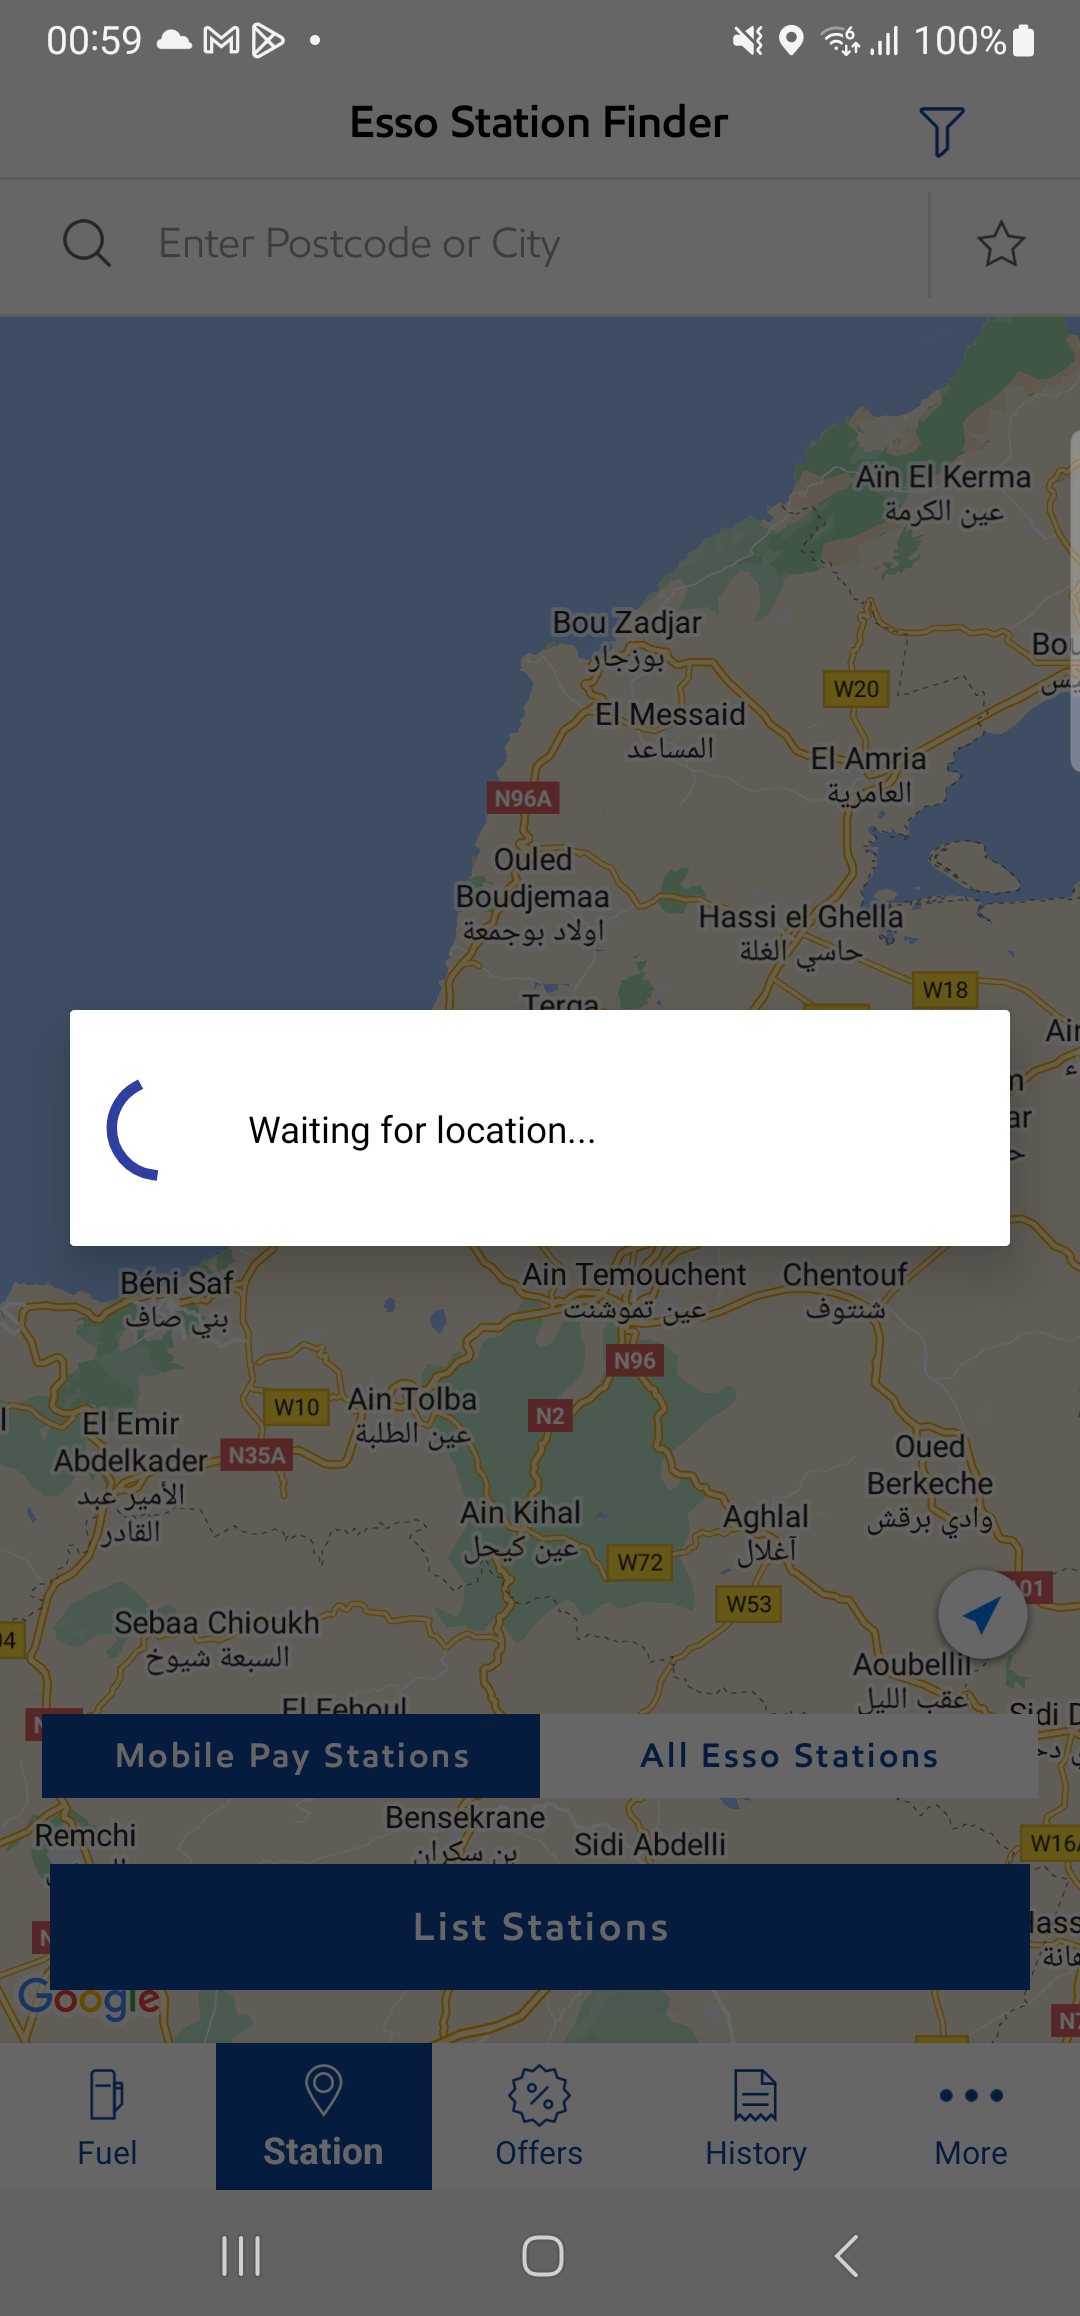 00:59
100%
Esso Station Finder
Enter Postcode or City
Aïn El Kerma
عين الكرمة
Bou Zadjar
بوزجار
W20
El Messaid
المساعد
El Amria
العامرية
N96A
Ouled
Boudjemaa
اولاد بوجمعة
Hassi el Ghella
حاسي الغلة
W18
Terga
Waiting for location...
Béni Saf
بني صاف
Ain Temouchent
عين تموشنت
Chentouf
شنتوف
N96
W10
Ain Tolba
عين الطلبة
N2
El Emir
Abdelkader
الأمير عبد
القادر
N35A
Oued
Berkeche
وادي برقش
Ain Kihal
عين كيحل
Aghlal
آغلال
W72
W53
Sebaa Chioukh
السبعة شيوخ
Aoubellil
عقب الليل
El Fehoul
Mobile Pay Stations
All Esso Stations
Bensekrane
بن سكران
Remchi
Sidi Abdelli
W16A
List Stations
Google
Fuel
Station
Offers
History
More